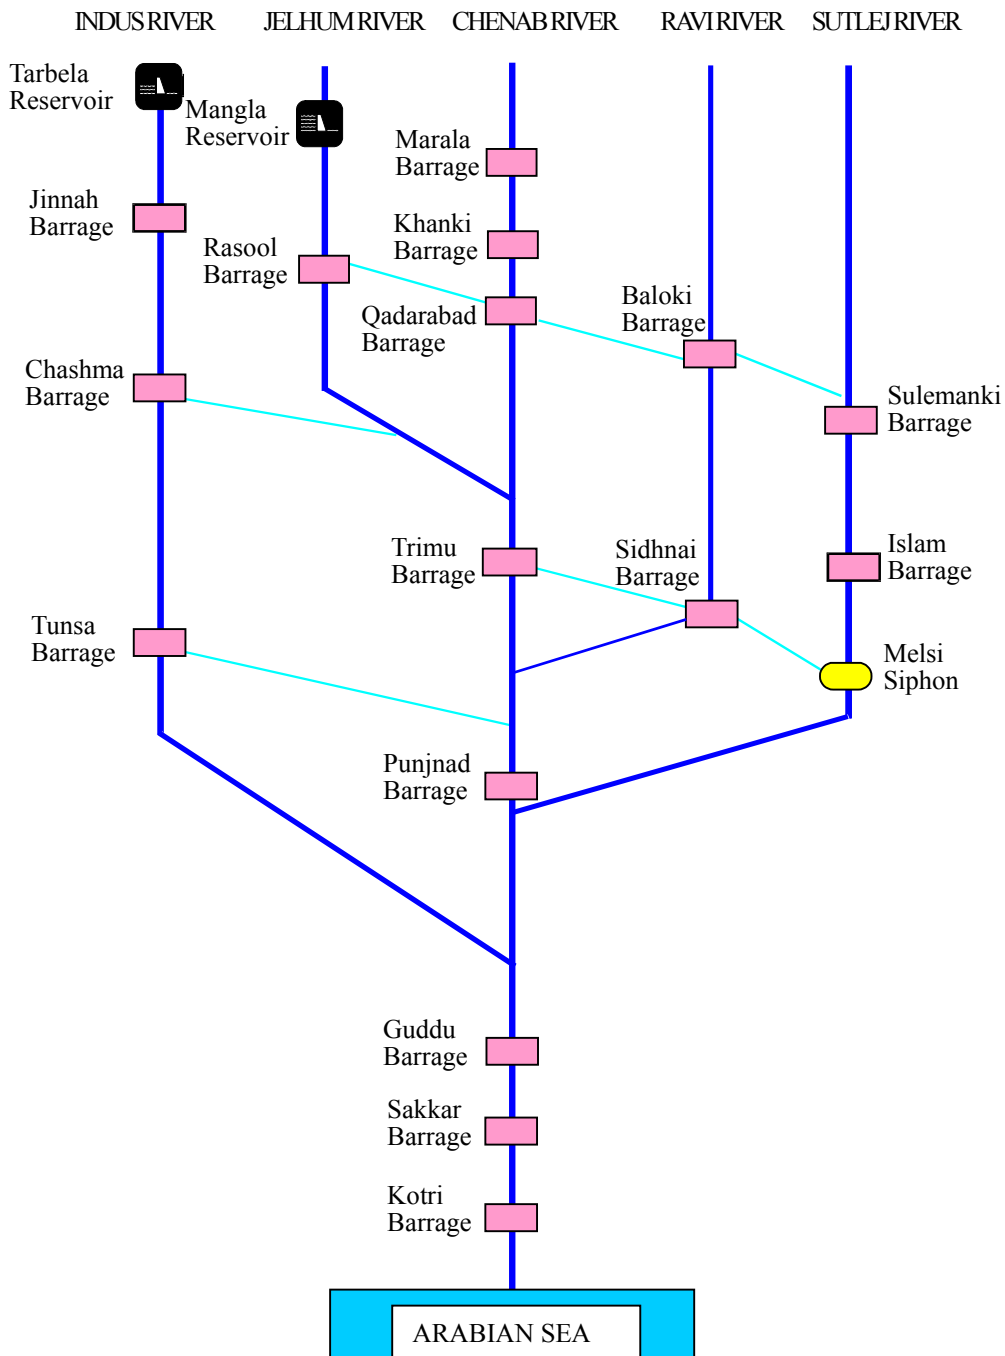 INDUS RIVER
JELHUM RIVER
CHENAB RIVER
RAVI RIVER
SUTLEJ RIVER
Tarbela
Reservoir
Mangla
Reservoir
Marala
Barrage
Jinnah
Barrage
Khanki
Barrage
Rasool
Barrage
Qadarabad
Barrage
Baloki
Barrage
Chashma
Barrage
Sulemanki
Barrage
Trimu
Barrage
Sidhnai
Barrage
Islam
Barrage
Tunsa
Barrage
Melsi
Siphon
Punjnad
Barrage
Guddu
Barrage
Sakkar
Barrage
Kotri
Barrage
ARABIAN SEA